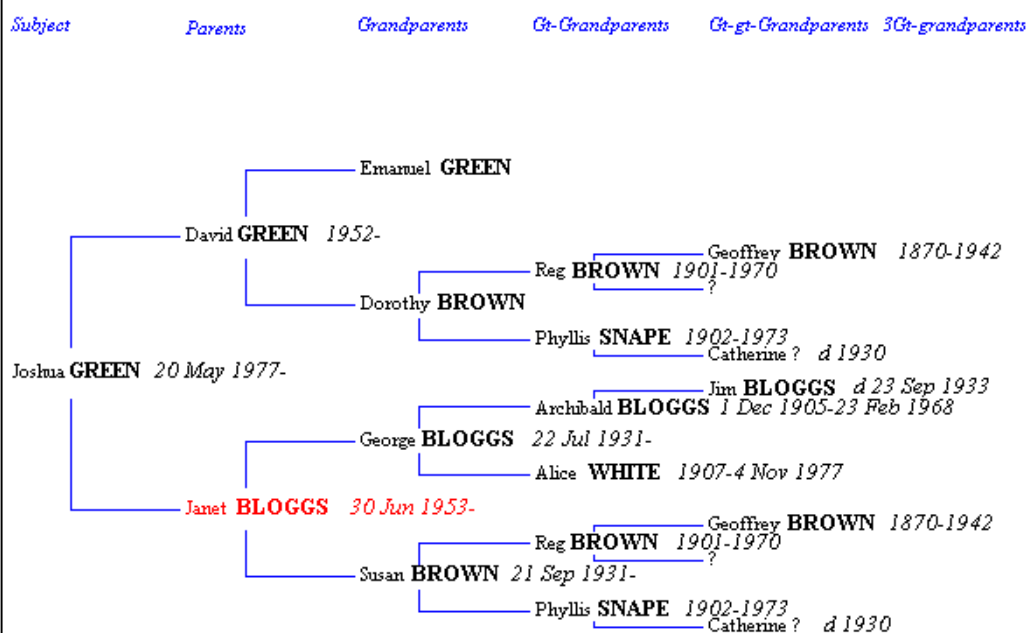 Subject Parents Grandparents Gt-Grandparents Gt-gt-Grandparents 3Gt-grandparents
Emanuel GREEN
David GREEN 1952-
Geoffrey BROWN 1870-1942
Reg BROWN 1901-1970
?
Dorothy BROWN
Phyllis SNAPE 1902-1973
Catherine ? d 1930
Joshua GREEN 20 May 1977-
Jim BLOGGS d 23 Sep 1933
Archibald BLOGGS 1 Dec 1905-23 Feb 1968
George BLOGGS 22 Jul 1931-
Alice WHITE 1907-4 Nov 1977
Janet BLOGGS 30 Jun 1953-
Geoffrey BROWN 1870-1942
Reg BROWN 1901-1970
?
Susan BROWN 21 Sep 1931-
Phyllis SNAPE 1902-1973
Catherine ? d 1930